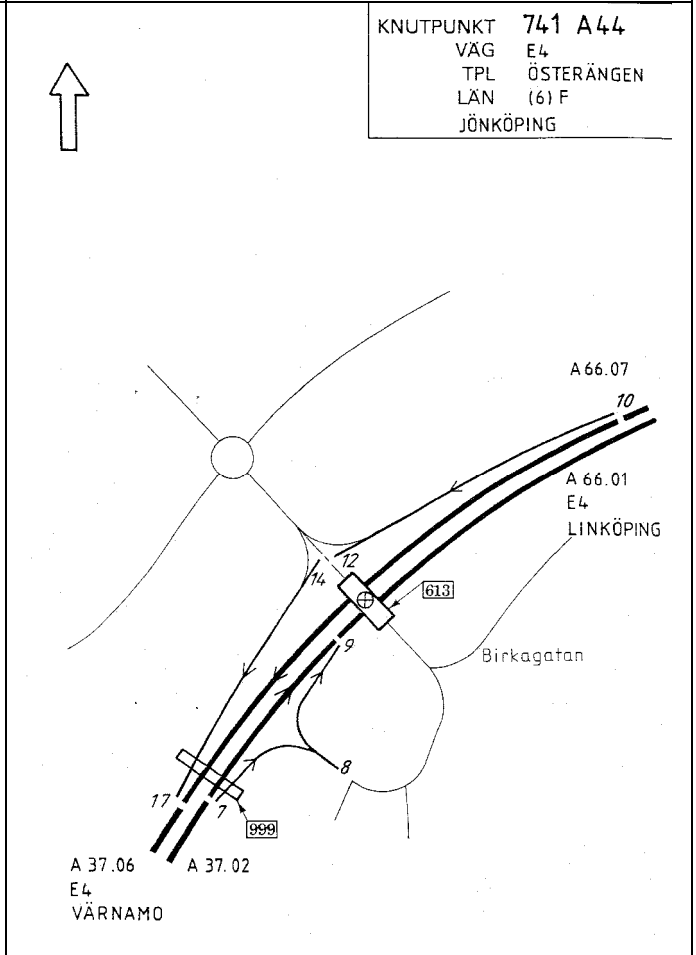 KNUTPUNKT 741 A44
VÄG E4
TPL ÖSTERÄNGEN
LÄN (6) F
JÖNKÖPING
A 66.07
10
A 66.01
E4
LINKÖPING
12
14
613
9
Birkagatan
8
17
7
999
A 37.06
A 37.02
E4
VÄRNAMO